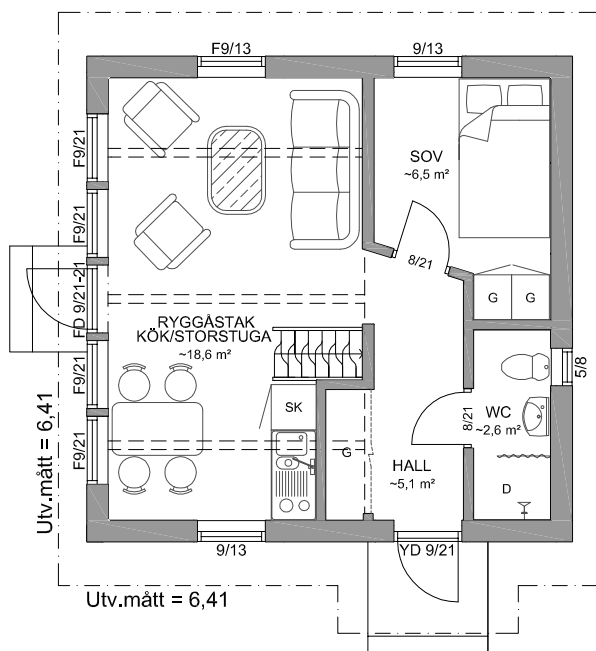 F9/13
9/13
F9/21
F9/21
FD 9/21-21
F9/21
F9/21
SOV
~6,5 m²
8/21
G
G
RYGGÅSTAK
KÖK/STORSTUGA
~18,6 m²
SK
G
HALL
~5,1 m²
8/21
WC
~2,6 m²
D
5/8
9/13
YD 9/21
Utv.mått = 6,41
Utv.mått = 6,41